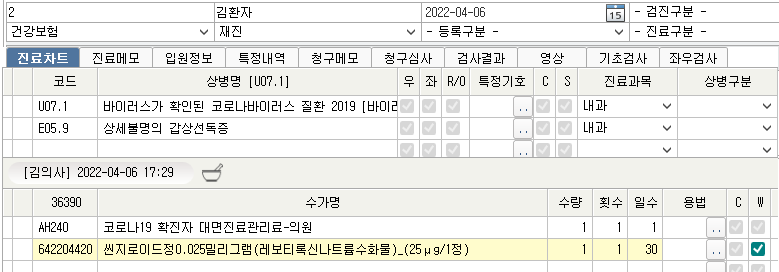 2 김환자 2022-04-06 15 - 검진구분 -
건강보험 재진 - 등록구분 - - 진료구분 -
진료차트 진료메모 입원정보 특정내역 청구메모 청구심사 검사결과 영상 기초검사 좌우검사
코드 상병명 [U07.1] 우 좌 R/O 특정기호 C S 진료과목 상병구분
U07.1 바이러스가 확인된 코로나바이러스 질환 2019 [바이러 .. 내과
E05.9 상세불명의 갑상선독증 .. 내과
..
[김의사] 2022-04-06 17:29
36390 수가명 수량 횟수 일수 용법 C W
AH240 코로나19 확진자 대면진료관리료-의원 1 1 1 ..
642204420 씬지로이드정0.025밀리그램(레보티록신나트륨수화물)_(25μg/1정) 1 1 30 ..